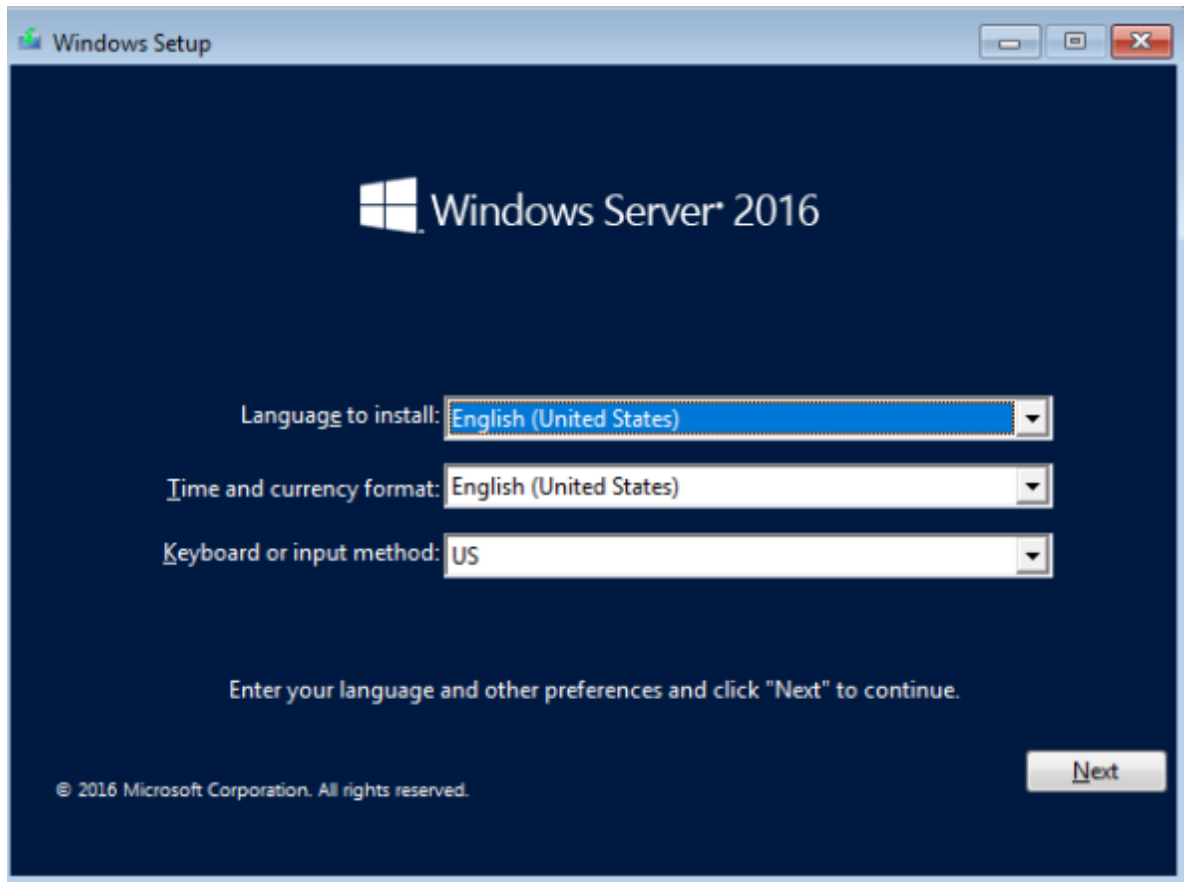 Windows Setup
Windows Server® 2016
Language to install: English (United States)
Time and currency format: English (United States)
Keyboard or input method: US
Enter your language and other preferences and click "Next" to continue.
Next
© 2016 Microsoft Corporation. All rights reserved.